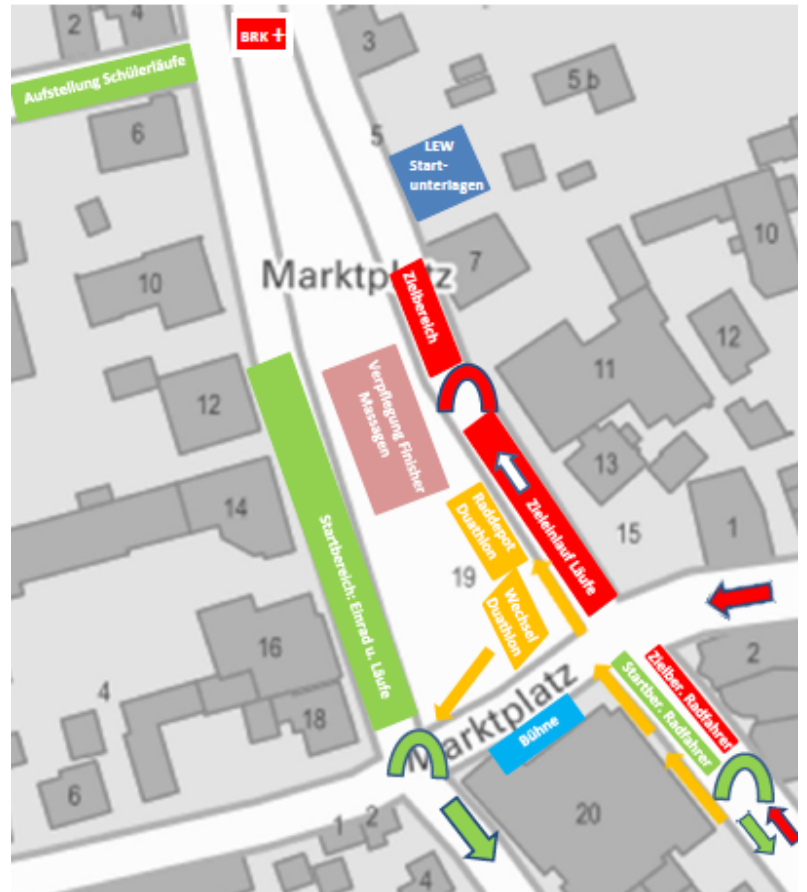 2
4
BRK +
3
Aufstellung Schülerläufe
6
5
5 b
LEW
Start-
unterlagen
10
7
10
Marktplatz
Zielbereich
12
11
12
Verpflegung Finisher
Massagen
13
14
Startbereich: Einrad u. Läufe
Raddepot
Duathlon
Zieleinlauf Läufe
15
1
19
Wechsel
Duathlon
16
4
18
2
Zielber. Radfahrer
Startber. Radfahrer
Marktplatz
Bühne
6
1
2
20
4